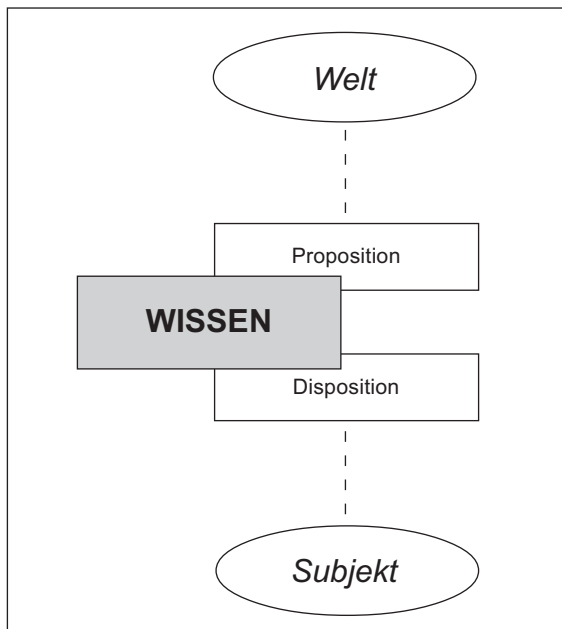 Welt
Proposition
WISSEN
Disposition
Subjekt